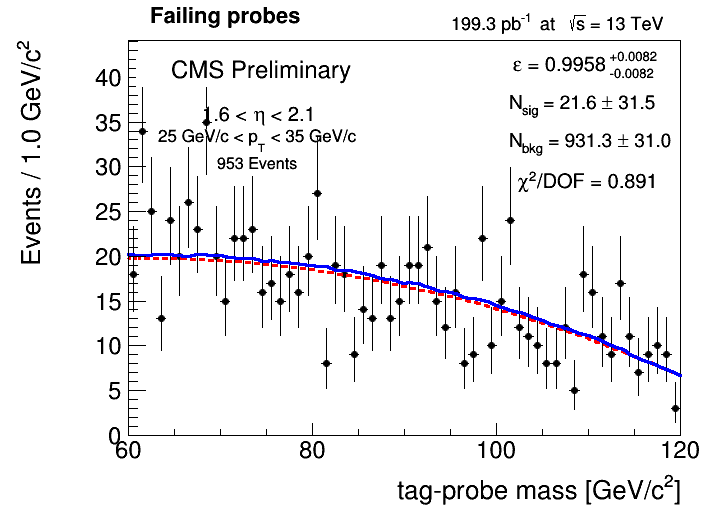 Failing probes
199.3 pb⁻¹ at √s = 13 TeV
CMS Preliminary
ε = 0.9958 +0.0082 -0.0082
1.6 < η < 2.1
N_sig = 21.6 ± 31.5
25 GeV/c < p_T < 35 GeV/c
N_bkg = 931.3 ± 31.0
953 Events
χ²/DOF = 0.891
Events / 1.0 GeV/c²
40
35
30
25
20
15
10
5
0
60 80 100 120
tag-probe mass [GeV/c²]